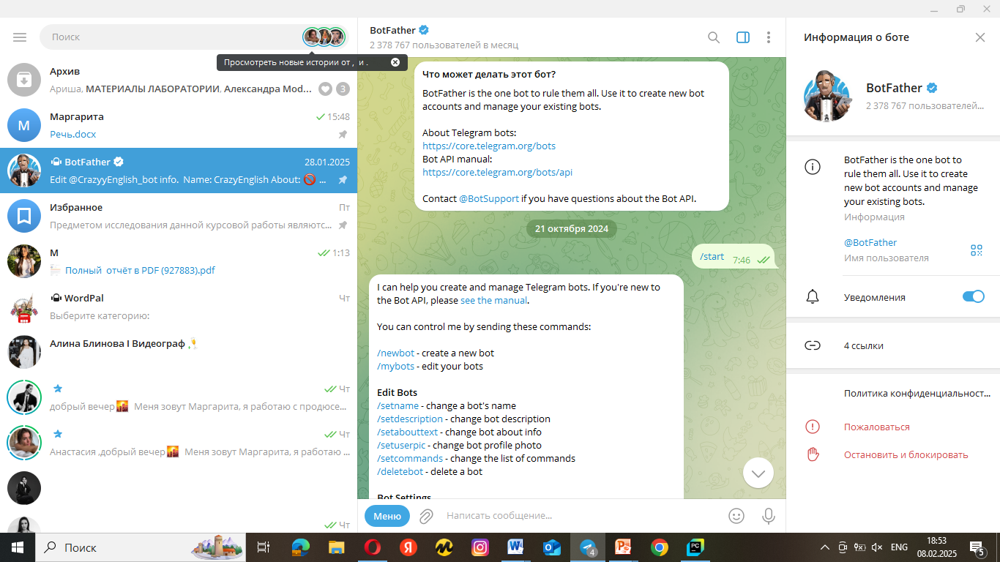 Поиск
Просмотреть новые истории от ,  и .
Архив
Ариша, МАТЕРИАЛЫ ЛАБОРАТОРИИ, Александра Mod...
3
М
Маргарита
15:48
Речь.docx
BotFather
28.01.2025
Edit @CrazyyEnglish_bot info.  Name: CrazyEnglish About: 🚫 ...
Избранное
Пт
Предметом исследования данной курсовой работы являютс...
М
1:13
Полный  отчёт в PDF (927883).pdf
WordPal
Чт
Выберите категорию:
Алина Блинова I Видеограф🥂
Чт
добрый вечер🌇  Меня зовут Маргарита, я работаю с продюсе...
Чт
Анастасия ,добрый вечер🌇  Меня зовут Маргарита, я работаю ...
Чт
BotFather
2 378 767 пользователей в месяц
Что может делать этот бот?
BotFather is the one bot to rule them all. Use it to create new bot
accounts and manage your existing bots.
About Telegram bots:
https://core.telegram.org/bots
Bot API manual:
https://core.telegram.org/bots/api
Contact @BotSupport if you have questions about the Bot API.
21 октября 2024
/start
7:46
I can help you create and manage Telegram bots. If you're new to
the Bot API, please see the manual.
You can control me by sending these commands:
/newbot - create a new bot
/mybots - edit your bots
Edit Bots
/setname - change a bot's name
/setdescription - change bot description
/setabouttext - change bot about info
/setuserpic - change bot profile photo
/setcommands - change the list of commands
/deletebot - delete a bot
Bot Settings
Меню
Написать сообщение...
Информация о боте
BotFather
2 378 767 пользователей...
BotFather is the one bot to
rule them all. Use it to create
new bot accounts and manage
your existing bots.
Информация
@BotFather
Имя пользователя
Уведомления
4 ссылки
Политика конфиденциальност...
Пожаловаться
Остановить и блокировать
Поиск
Я
W
4
P
PC
ENG
18:53
08.02.2025
5